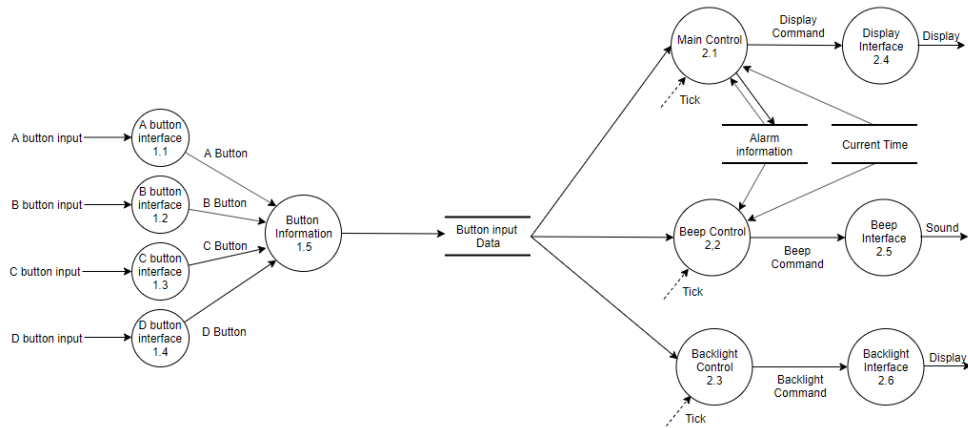 A button input
A button
interface
1.1
A Button
B button input
B button
interface
1.2
B Button
C button input
C button
interface
1.3
C Button
D button input
D button
interface
1.4
D Button
Button
Information
1.5
Button input
Data
Main Control
2.1
Tick
Display
Command
Display
Interface
2.4
Display
Alarm
information
Current Time
Beep Control
2,2
Tick
Beep
Command
Beep
Interface
2.5
Sound
Backlight
Control
2.3
Tick
Backlight
Command
Backlight
Interface
2.6
Display